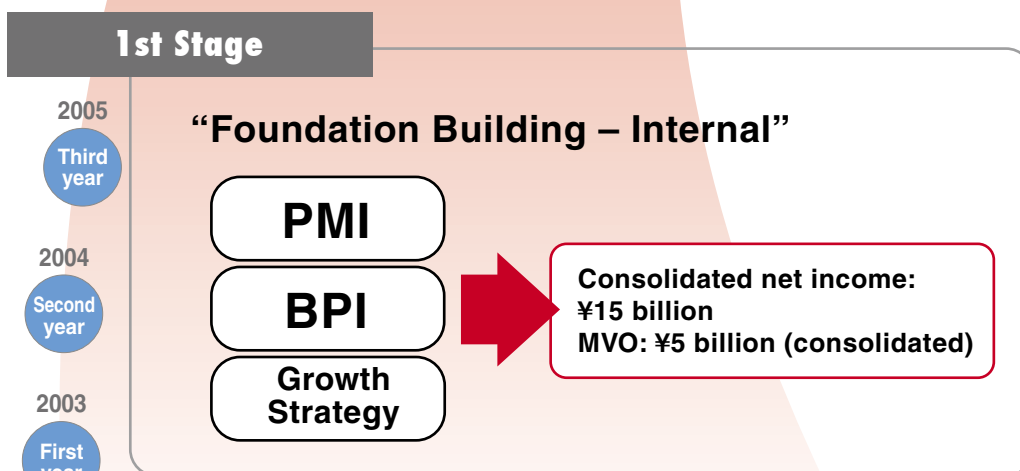 1st Stage
2005
Third
year
"Foundation Building – Internal"
PMI
2004
Second
year
BPI
Consolidated net income:
¥15 billion
MVO: ¥5 billion (consolidated)
Growth
Strategy
2003
First
year